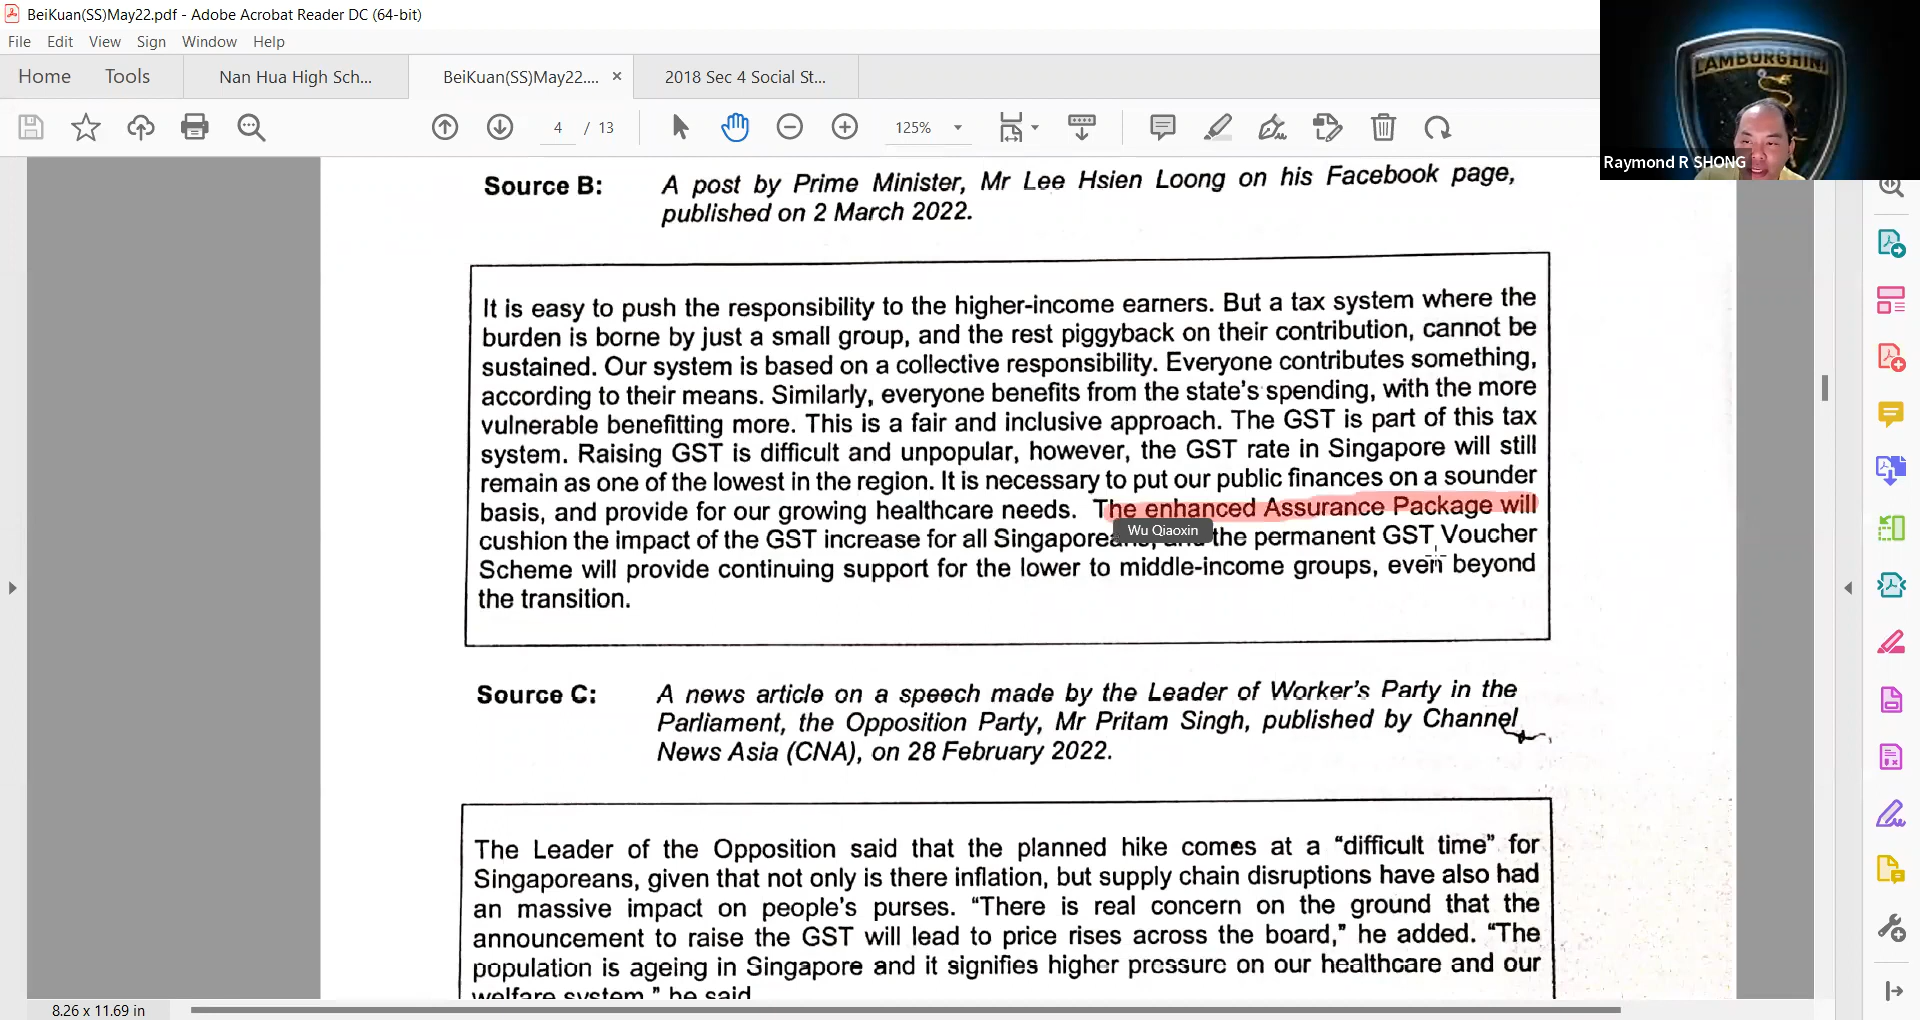 BeiKuan(SS)May22.pdf - Adobe Acrobat Reader DC (64-bit)
File Edit View Sign Window Help
Home Tools Nan Hua High Sch... BeiKuan(SS)May22.... × 2018 Sec 4 Social St...
4 / 13 125%
LAMBORGHINI
Raymond R SHONG
Source B: A post by Prime Minister, Mr Lee Hsien Loong on his Facebook page,
published on 2 March 2022.
It is easy to push the responsibility to the higher-income earners. But a tax system where the
burden is borne by just a small group, and the rest piggyback on their contribution, cannot be
sustained. Our system is based on a collective responsibility. Everyone contributes something,
according to their means. Similarly, everyone benefits from the state's spending, with the more
vulnerable benefitting more. This is a fair and inclusive approach. The GST is part of this tax
system. Raising GST is difficult and unpopular, however, the GST rate in Singapore will still
remain as one of the lowest in the region. It is necessary to put our public finances on a sounder
basis, and provide for our growing healthcare needs. The enhanced Assurance Package will
Wu Qiaoxin
cushion the impact of the GST increase for all the permanent GST Voucher
Scheme will provide continuing support for the lower to middle-income groups, even beyond
the transition.
Source C: A news article on a speech made by the Leader of Worker's Party in the
Parliament, the Opposition Party, Mr Pritam Singh, published by Channel
News Asia (CNA), on 28 February 2022.
The Leader of the Opposition said that the planned hike comes at a “difficult time” for
Singaporeans, given that not only is there inflation, but supply chain disruptions have also had
an massive impact on people's purses. “There is real concern on the ground that the
announcement to raise the GST will lead to price rises across the board,” he added. “The
population is ageing in Singapore and it signifies higher pressure on our healthcare and our
welfare system,” he said
8.26 x 11.69 in